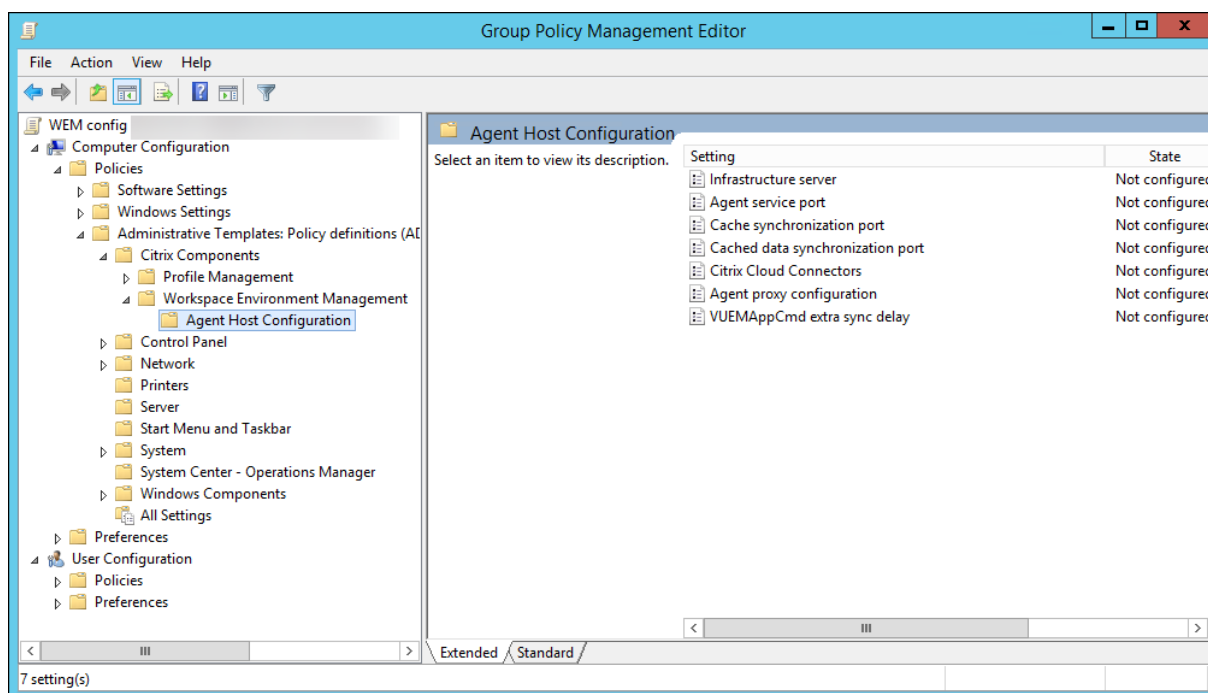 Group Policy Management Editor
File Action View Help
WEM config
Computer Configuration
Policies
Software Settings
Windows Settings
Administrative Templates: Policy definitions (AD
Citrix Components
Profile Management
Workspace Environment Management
Agent Host Configuration
Control Panel
Network
Printers
Server
Start Menu and Taskbar
System
System Center - Operations Manager
Windows Components
All Settings
Preferences
User Configuration
Policies
Preferences
Agent Host Configuration
Select an item to view its description.
Setting State
Infrastructure server Not configured
Agent service port Not configured
Cache synchronization port Not configured
Cached data synchronization port Not configured
Citrix Cloud Connectors Not configured
Agent proxy configuration Not configured
VUEMAppCmd extra sync delay Not configured
Extended Standard
7 setting(s)